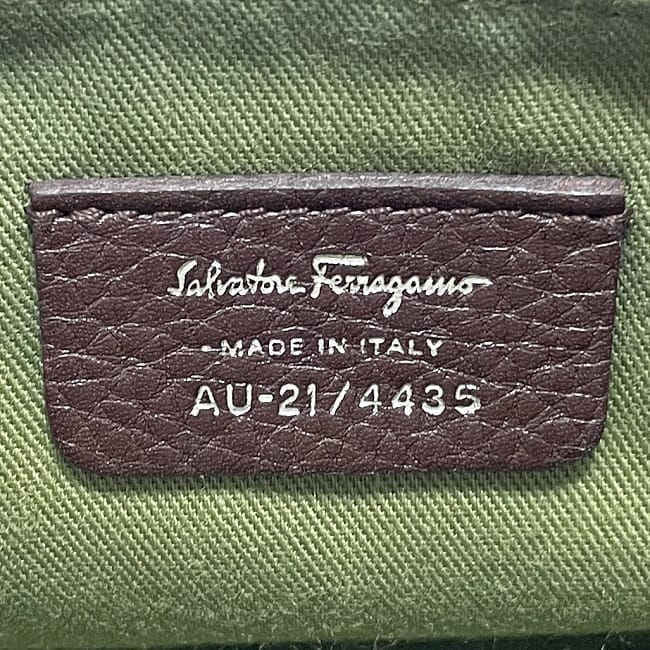 Salvatore Ferragamo
MADE IN ITALY
AU-21/4435